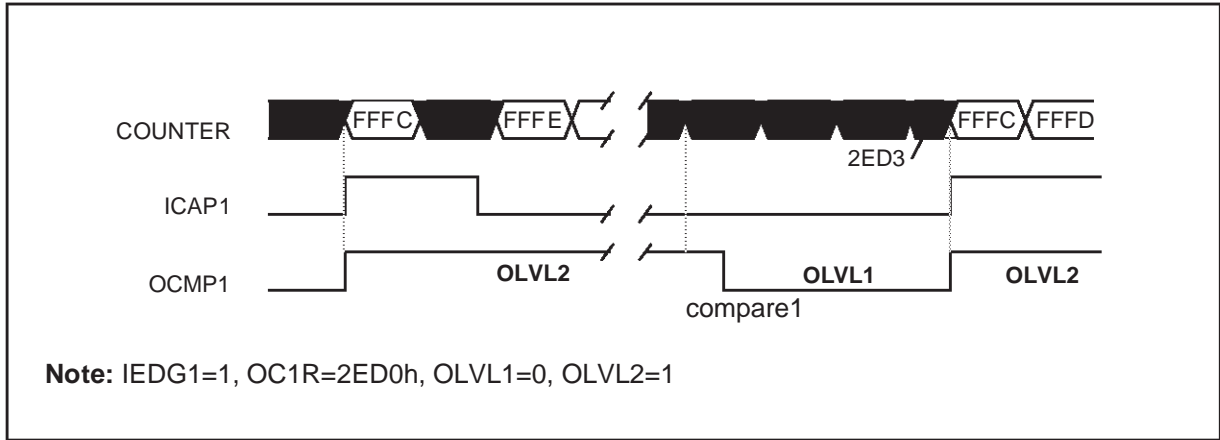 COUNTER FFFC FFFE 2ED3 FFFC FFFD
ICAP1
OCMP1 OLVL2 OLVL1 OLVL2
compare1
Note: IEDG1=1, OC1R=2ED0h, OLVL1=0, OLVL2=1